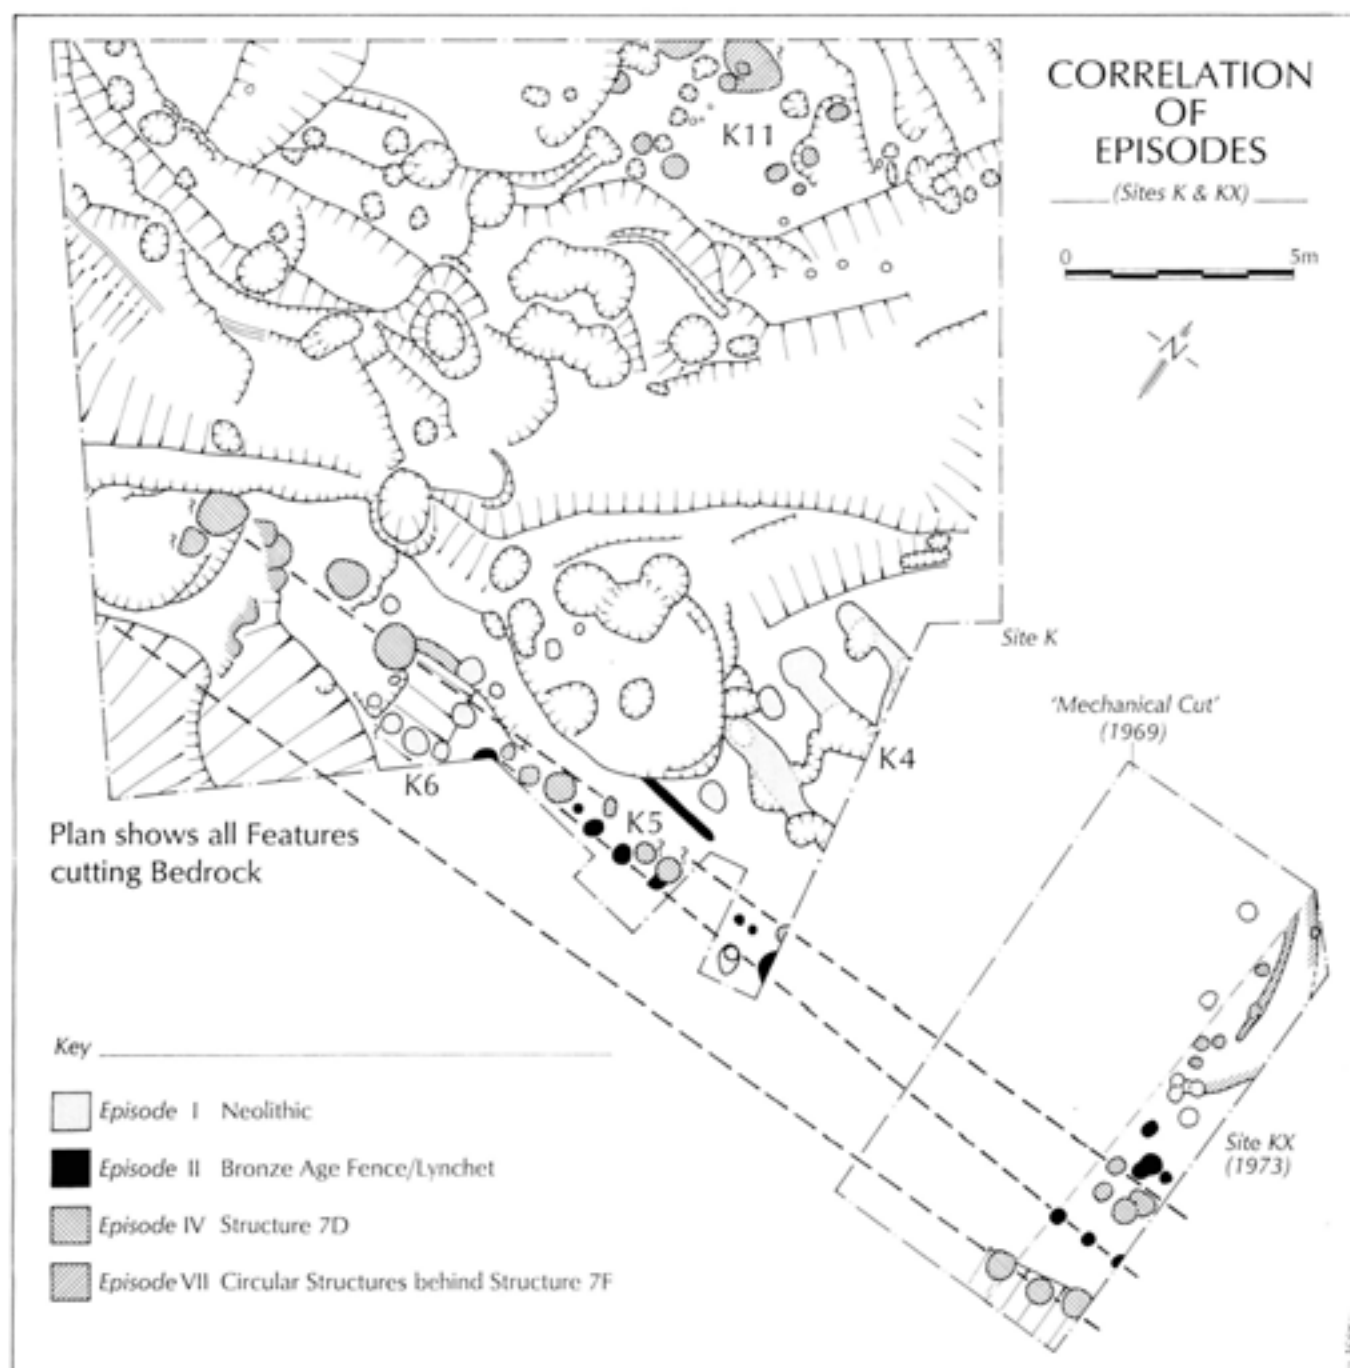 CORRELATION
OF
EPISODES
(Sites K & KX)
0 5m
N
K11
Site K
'Mechanical Cut'
(1969)
K4
K6
K5
Plan shows all Features
cutting Bedrock
Site KX
(1973)
Key
Episode I Neolithic
Episode II Bronze Age Fence/Lynchet
Episode IV Structure 7D
Episode VII Circular Structures behind Structure 7F